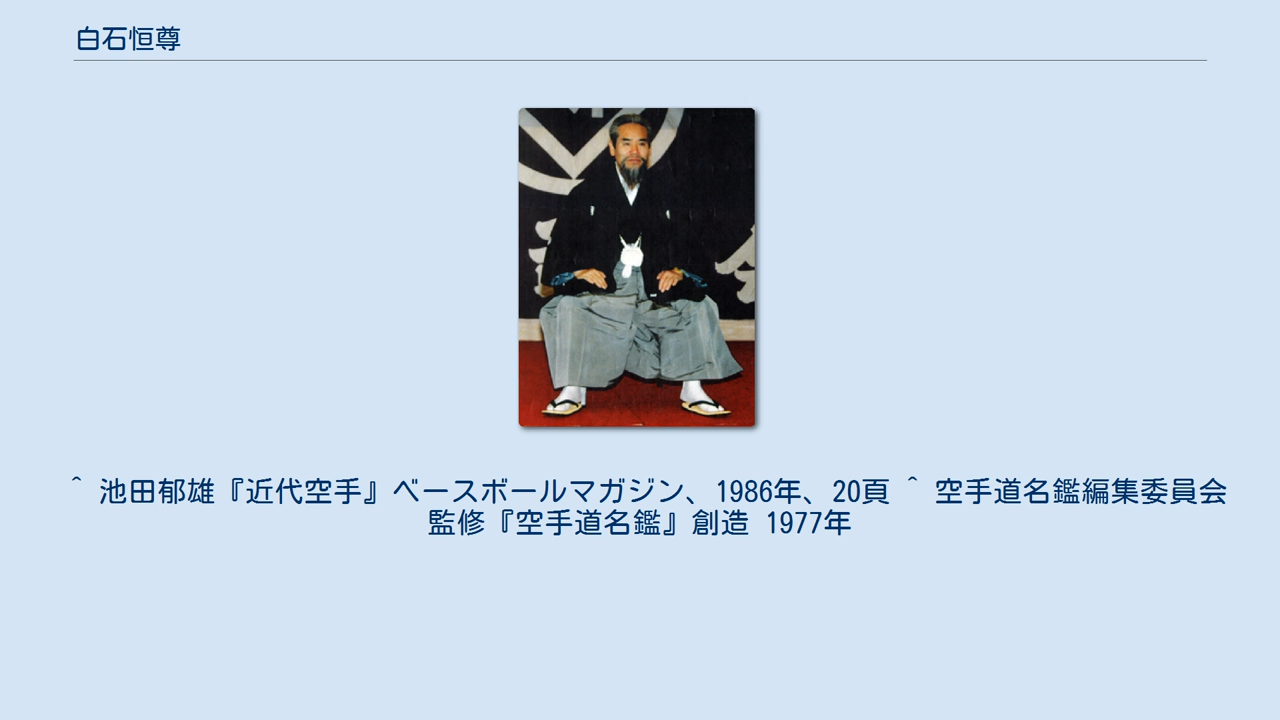 白石恒尊
^ 池田郁雄『近代空手』ベースボールマガジン、1986年、20頁 ^ 空手道名鑑編集委員会
監修『空手道名鑑』創造 1977年